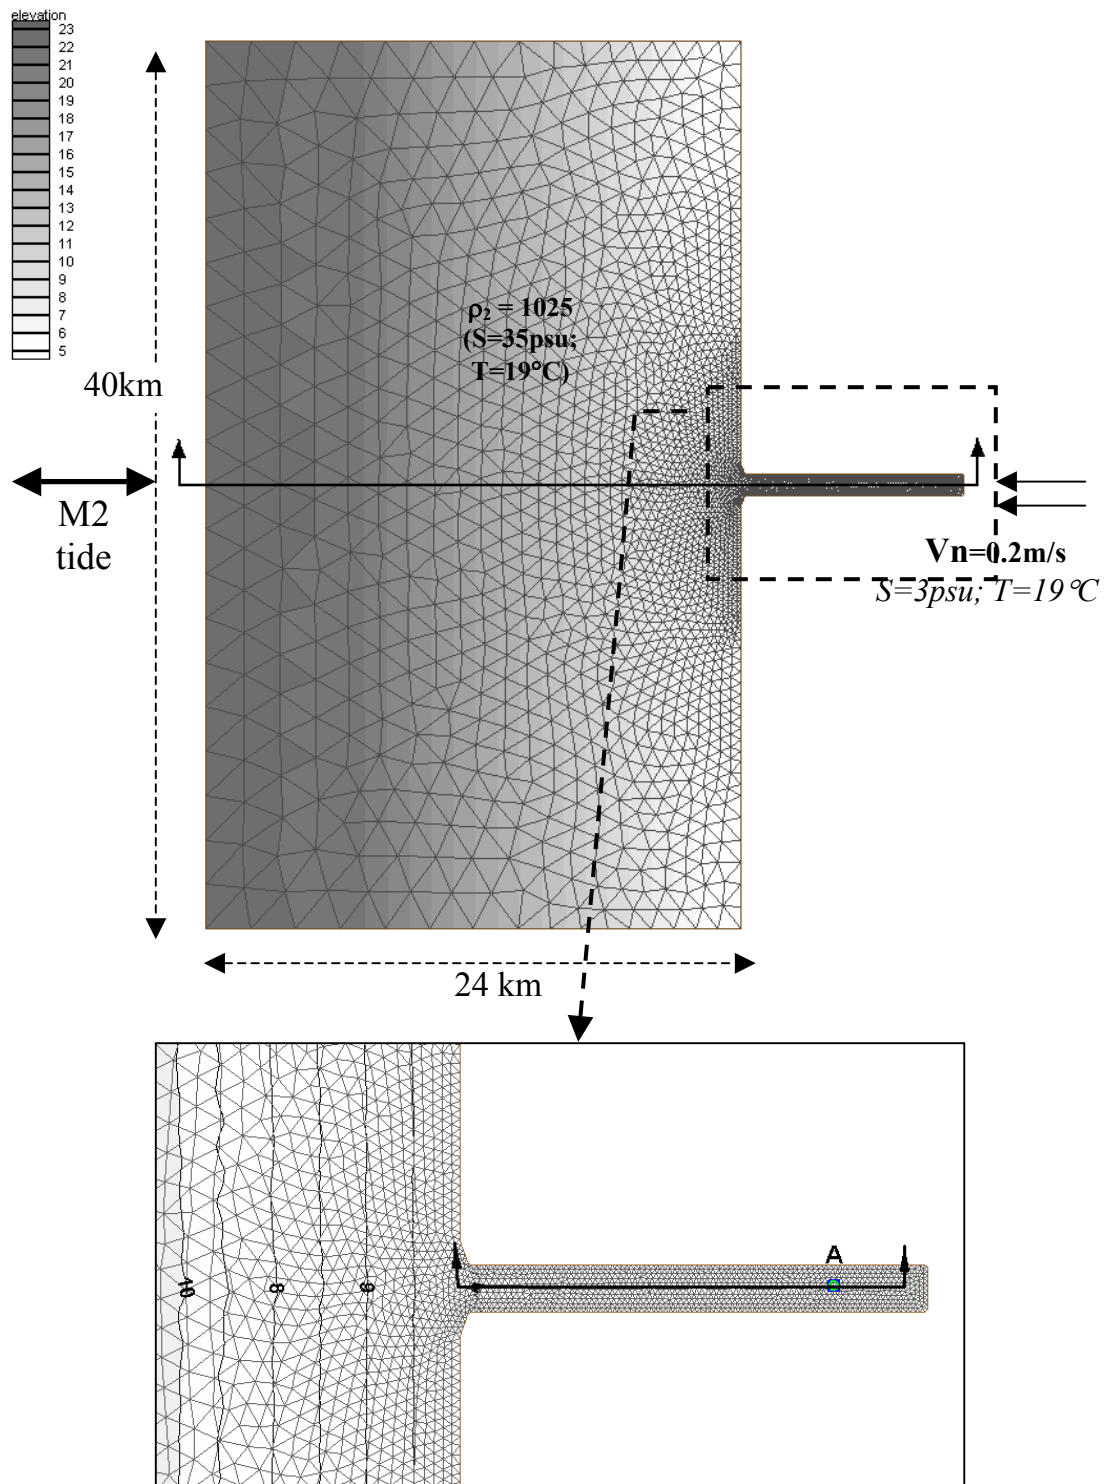 elevation
23
22
21
20
19
18
17
16
15
14
13
12
11
10
9
8
7
6
5
ρ₂ = 1025
(S=35psu;
T=19°C)
40km
M2
tide
Vn=0.2m/s
S=3psu; T=19°C
24 km
A
10
8
6